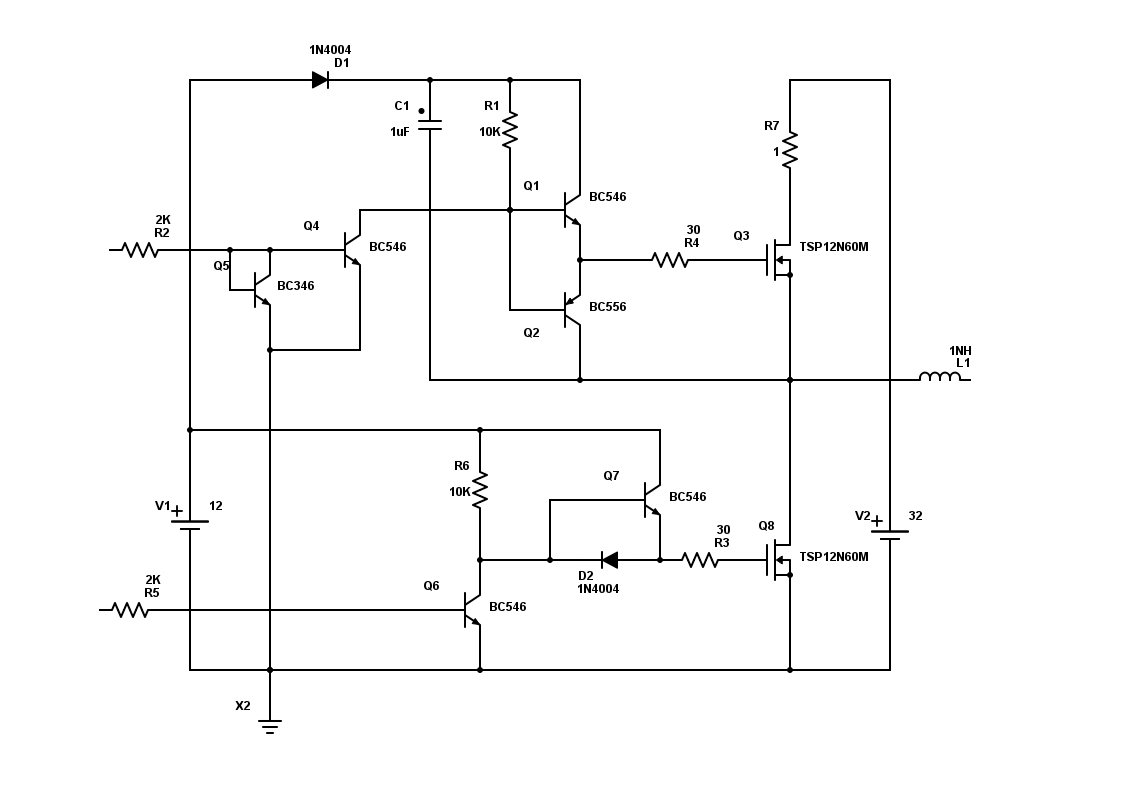 1N4004
D1
C1
1uF
R1
10K
Q1
BC546
R7
1
2K
R2
Q4
BC546
Q5
BC346
30
R4
Q3
TSP12N60M
BC556
Q2
1NH
L1
R6
10K
Q7
BC546
V1
12
30
R3
Q8
V2
32
TSP12N60M
2K
R5
D2
1N4004
Q6
BC546
X2